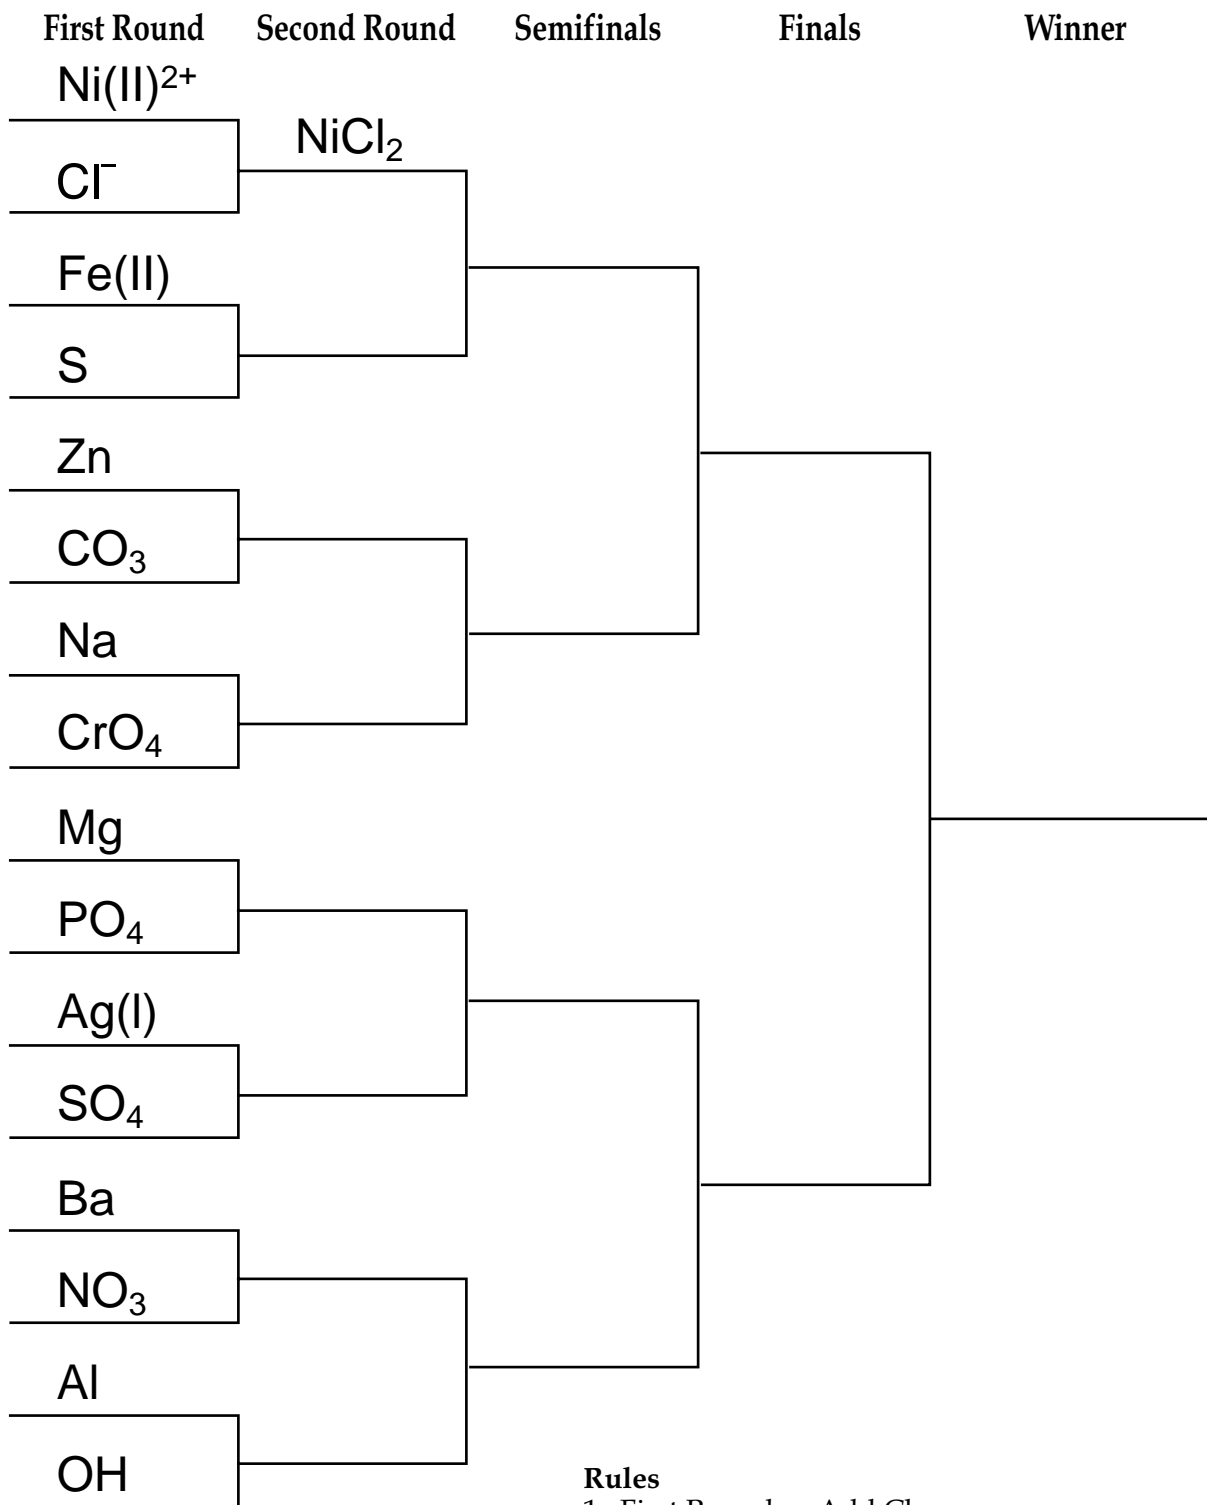 First Round Second Round Semifinals Finals Winner
Ni(II)²⁺
NiCl₂
Cl⁻
Fe(II)
S
Zn
CO₃
Na
CrO₄
Mg
PO₄
Ag(I)
SO₄
Ba
NO₃
Al
OH
Rules